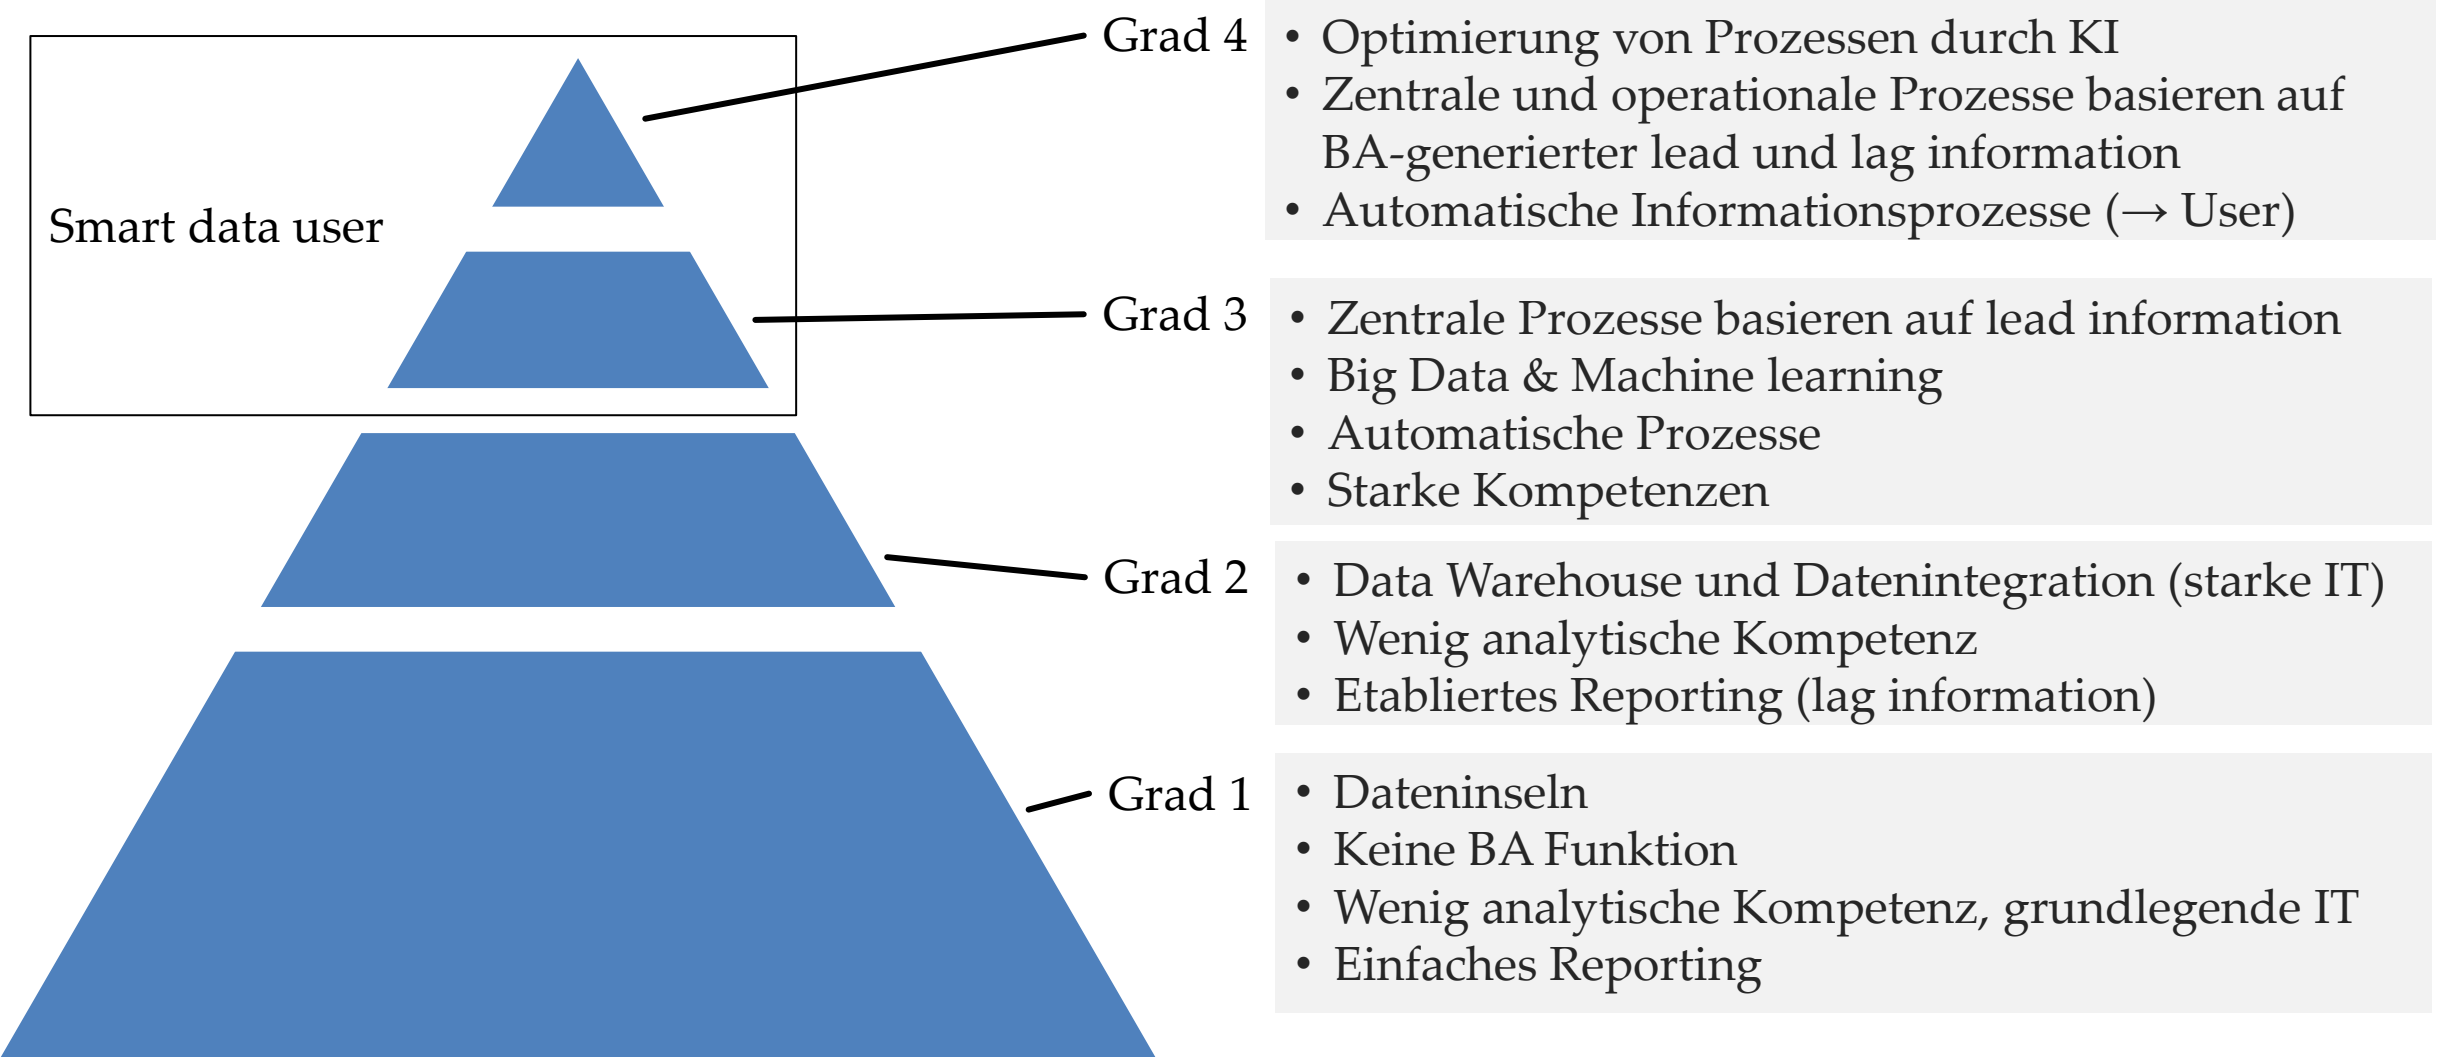 Smart data user
Grad 4
• Optimierung von Prozessen durch KI
• Zentrale und operationale Prozesse basieren auf
BA-generierter lead und lag information
• Automatische Informationsprozesse (→ User)
Grad 3
• Zentrale Prozesse basieren auf lead information
• Big Data & Machine learning
• Automatische Prozesse
• Starke Kompetenzen
Grad 2
• Data Warehouse und Datenintegration (starke IT)
• Wenig analytische Kompetenz
• Etabliertes Reporting (lag information)
Grad 1
• Dateninseln
• Keine BA Funktion
• Wenig analytische Kompetenz, grundlegende IT
• Einfaches Reporting